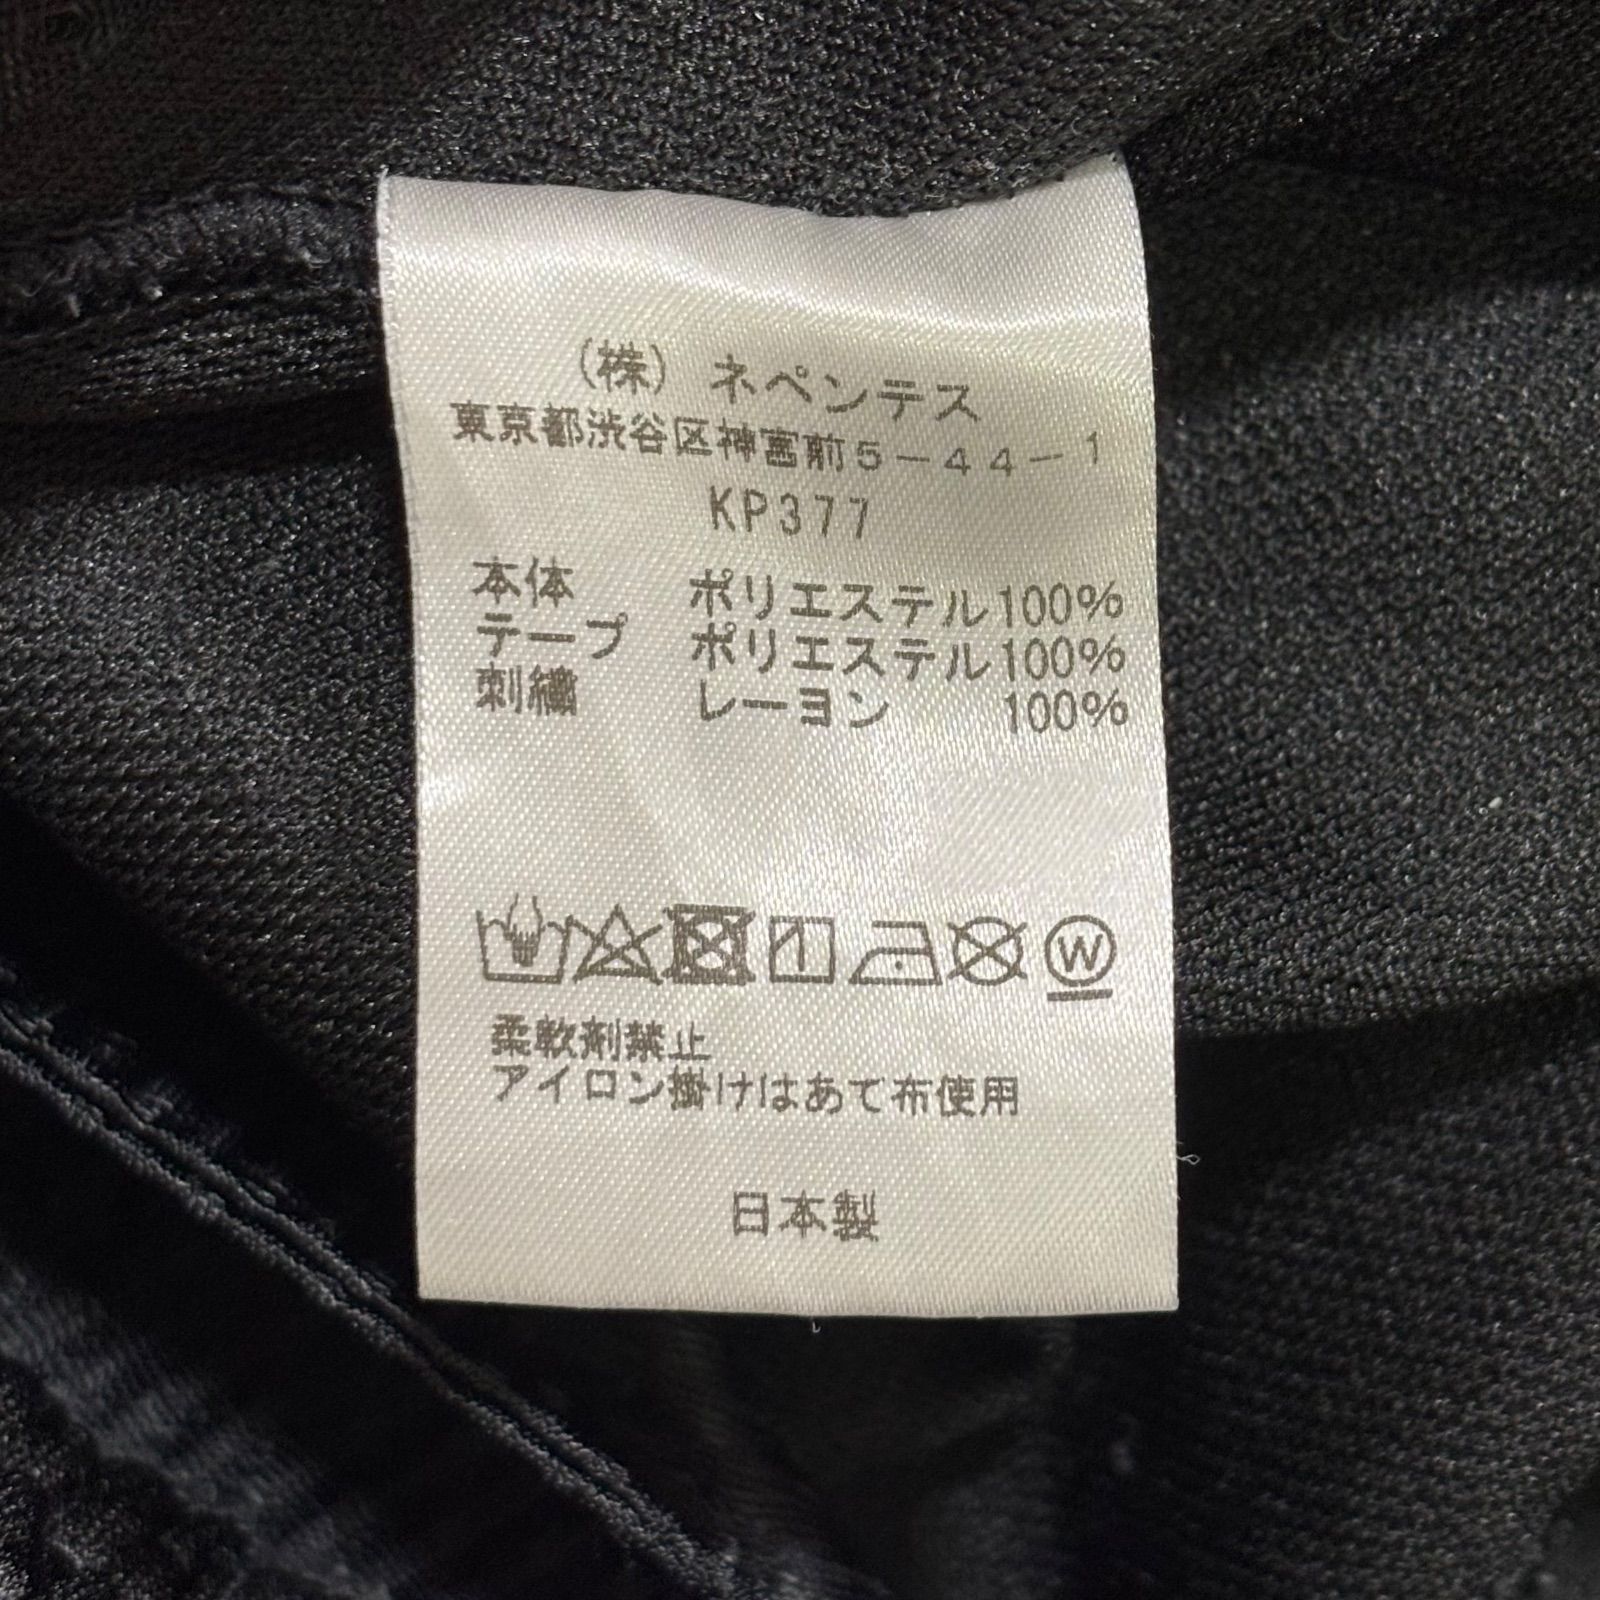 (株) ネペンテス
東京都渋谷区神宮前5-44-1
KP377
本体 ポリエステル100%
テープ ポリエステル100%
刺繍 レーヨン 100%
W
柔軟剤禁止
アイロン掛けはあて布使用
日本製